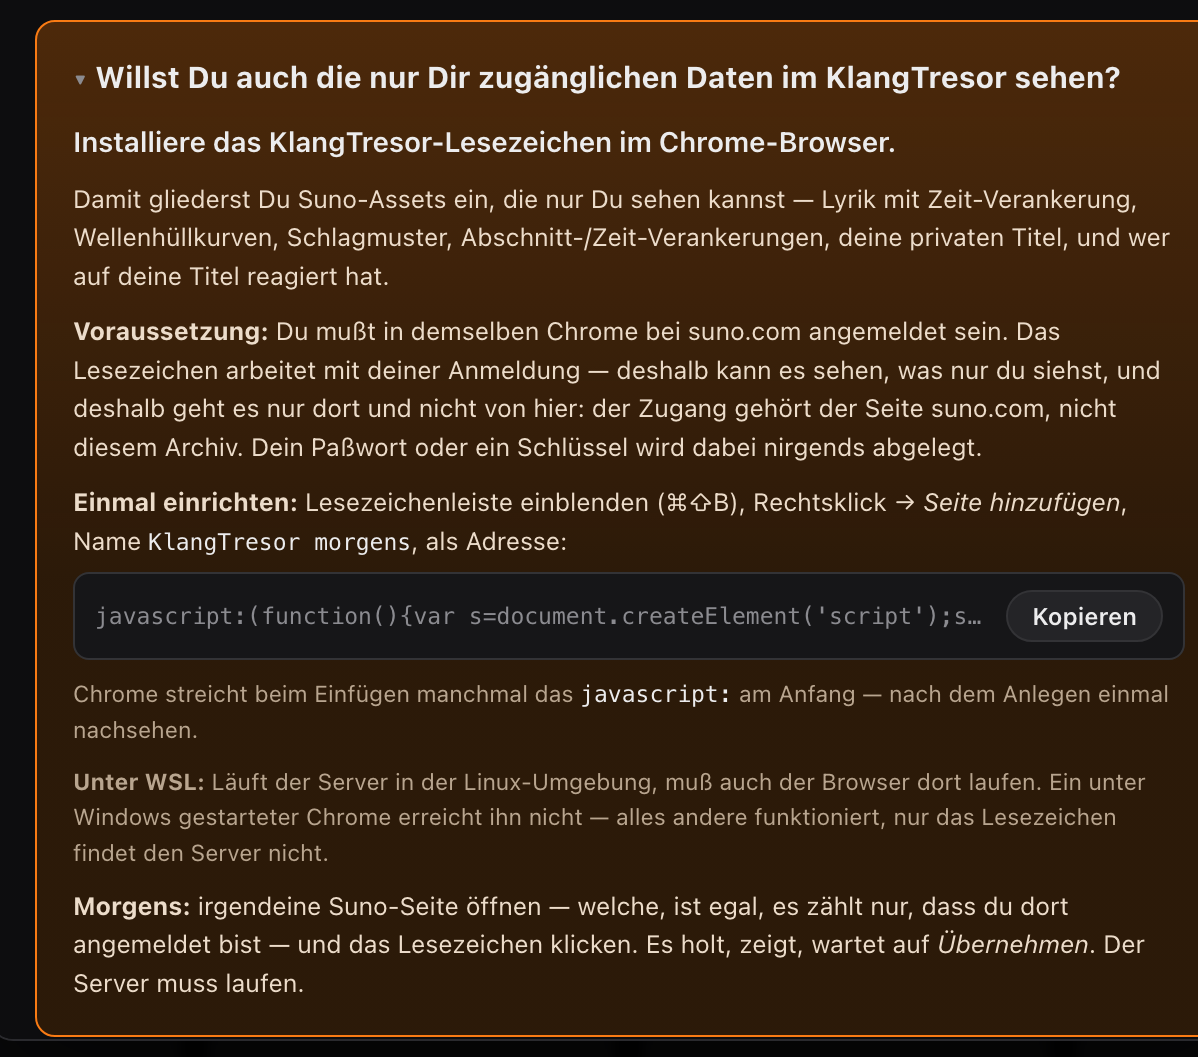 ▾ Willst Du auch die nur Dir zugänglichen Daten im KlangTresor sehen?
Installiere das KlangTresor-Lesezeichen im Chrome-Browser.
Damit gliederst Du Suno-Assets ein, die nur Du sehen kannst — Lyrik mit Zeit-Verankerung,
Wellenhüllkurven, Schlagmuster, Abschnitt-/Zeit-Verankerungen, deine privaten Titel, und wer
auf deine Titel reagiert hat.
Voraussetzung: Du mußt in demselben Chrome bei suno.com angemeldet sein. Das
Lesezeichen arbeitet mit deiner Anmeldung — deshalb kann es sehen, was nur du siehst, und
deshalb geht es nur dort und nicht von hier: der Zugang gehört der Seite suno.com, nicht
diesem Archiv. Dein Paßwort oder ein Schlüssel wird dabei nirgends abgelegt.
Einmal einrichten: Lesezeichenleiste einblenden (⌘⇧B), Rechtsklick → Seite hinzufügen,
Name KlangTresor morgens, als Adresse:
javascript:(function(){var s=document.createElement('script');s… Kopieren
Chrome streicht beim Einfügen manchmal das javascript: am Anfang — nach dem Anlegen einmal
nachsehen.
Unter WSL: Läuft der Server in der Linux-Umgebung, muß auch der Browser dort laufen. Ein unter
Windows gestarteter Chrome erreicht ihn nicht — alles andere funktioniert, nur das Lesezeichen
findet den Server nicht.
Morgens: irgendeine Suno-Seite öffnen — welche, ist egal, es zählt nur, dass du dort
angemeldet bist — und das Lesezeichen klicken. Es holt, zeigt, wartet auf Übernehmen. Der
Server muss laufen.